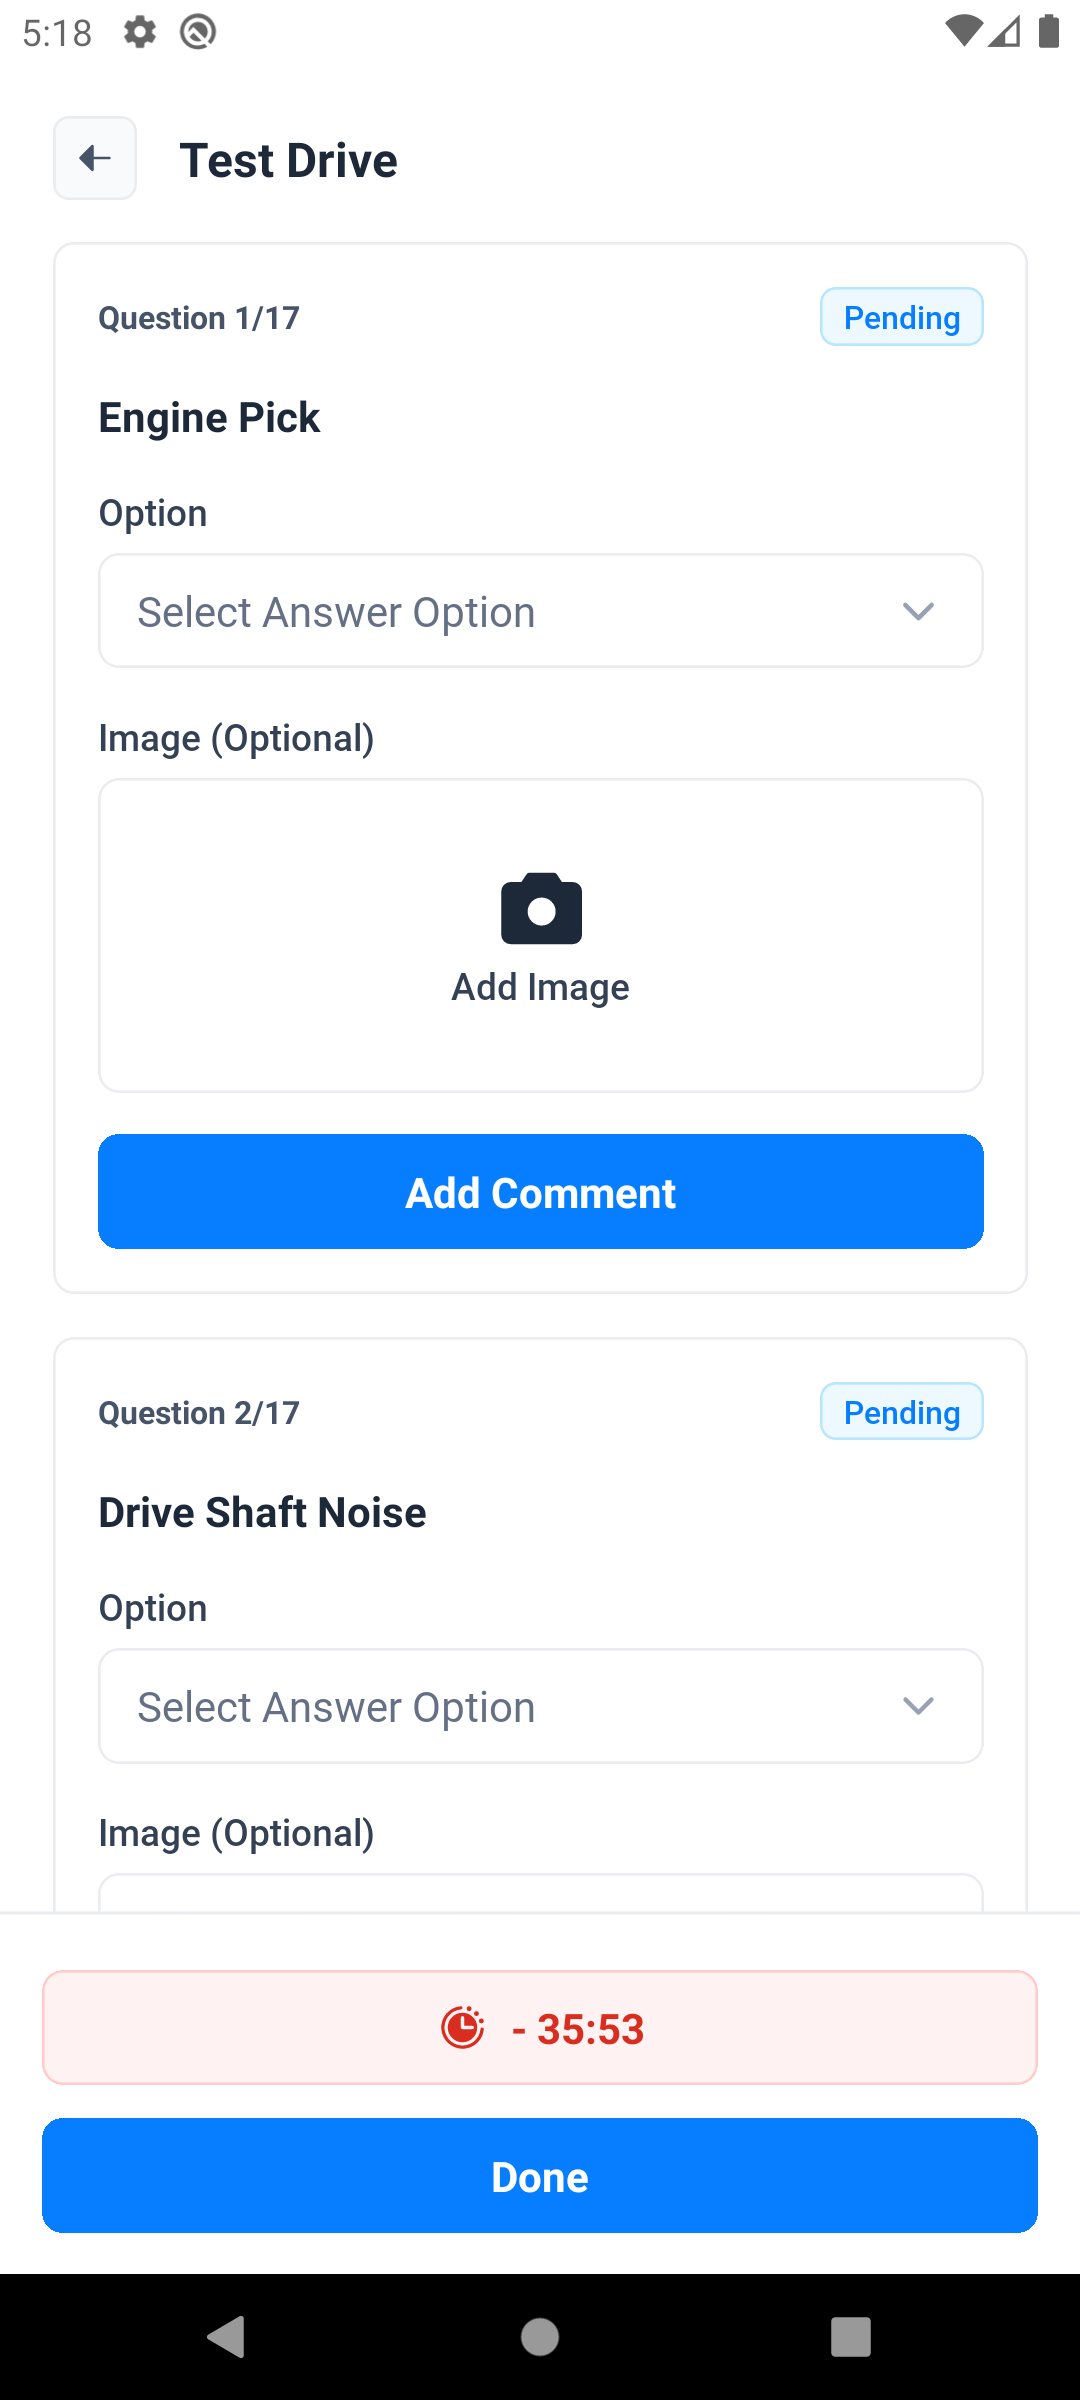 5:18
Test Drive
Question 1/17
Pending
Engine Pick
Option
Select Answer Option
Image (Optional)
Add Image
Add Comment
Question 2/17
Pending
Drive Shaft Noise
Option
Select Answer Option
Image (Optional)
- 35:53
Done